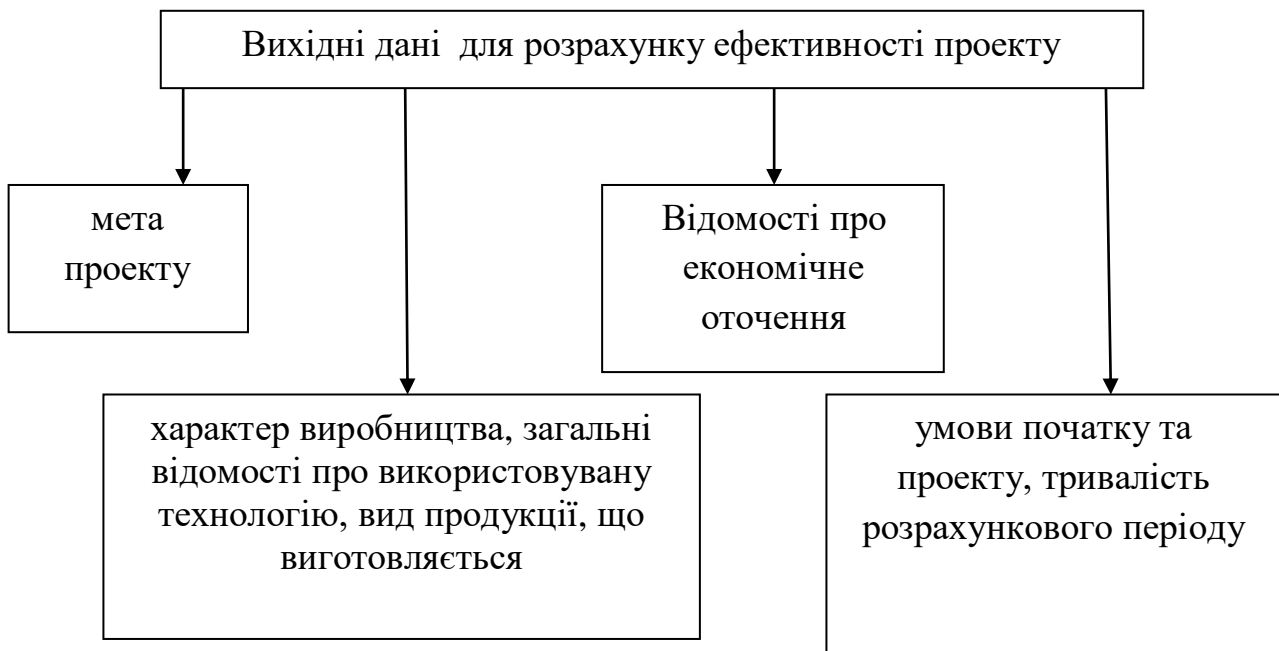 Вихідні дані для розрахунку ефективності проекту
мета
проекту
Відомості про
економічне
оточення
характер виробництва, загальні
відомості про використовувану
технологію, вид продукції, що
виготовляється
умови початку та
проекту, тривалість
розрахункового періоду